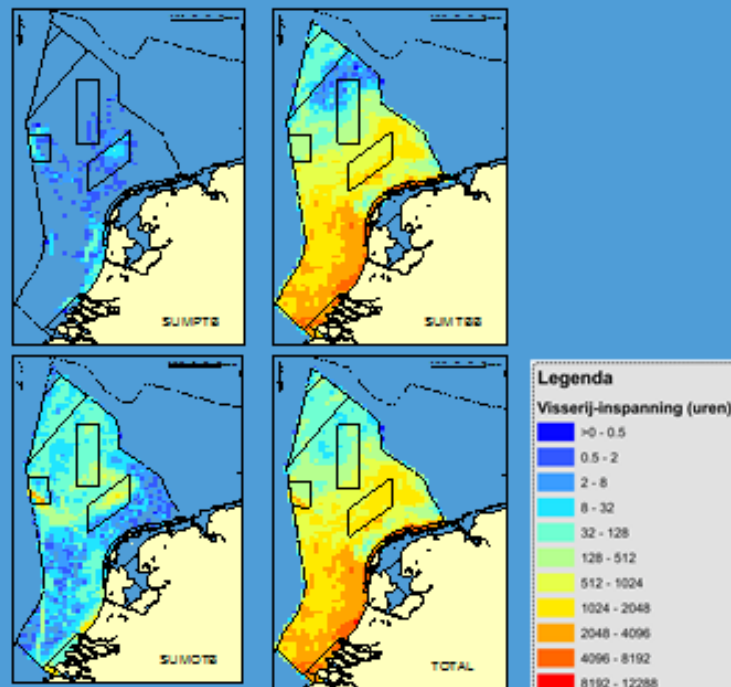 SUMPTB
SUMTBB
SUMOTB
TOTAL
Legenda
Visserij-inspanning (uren)
>0 - 0.5
0.5 - 2
2 - 8
8 - 32
32 - 128
128 - 512
512 - 1024
1024 - 2048
2048 - 4096
4096 - 8192
8192 - 12288